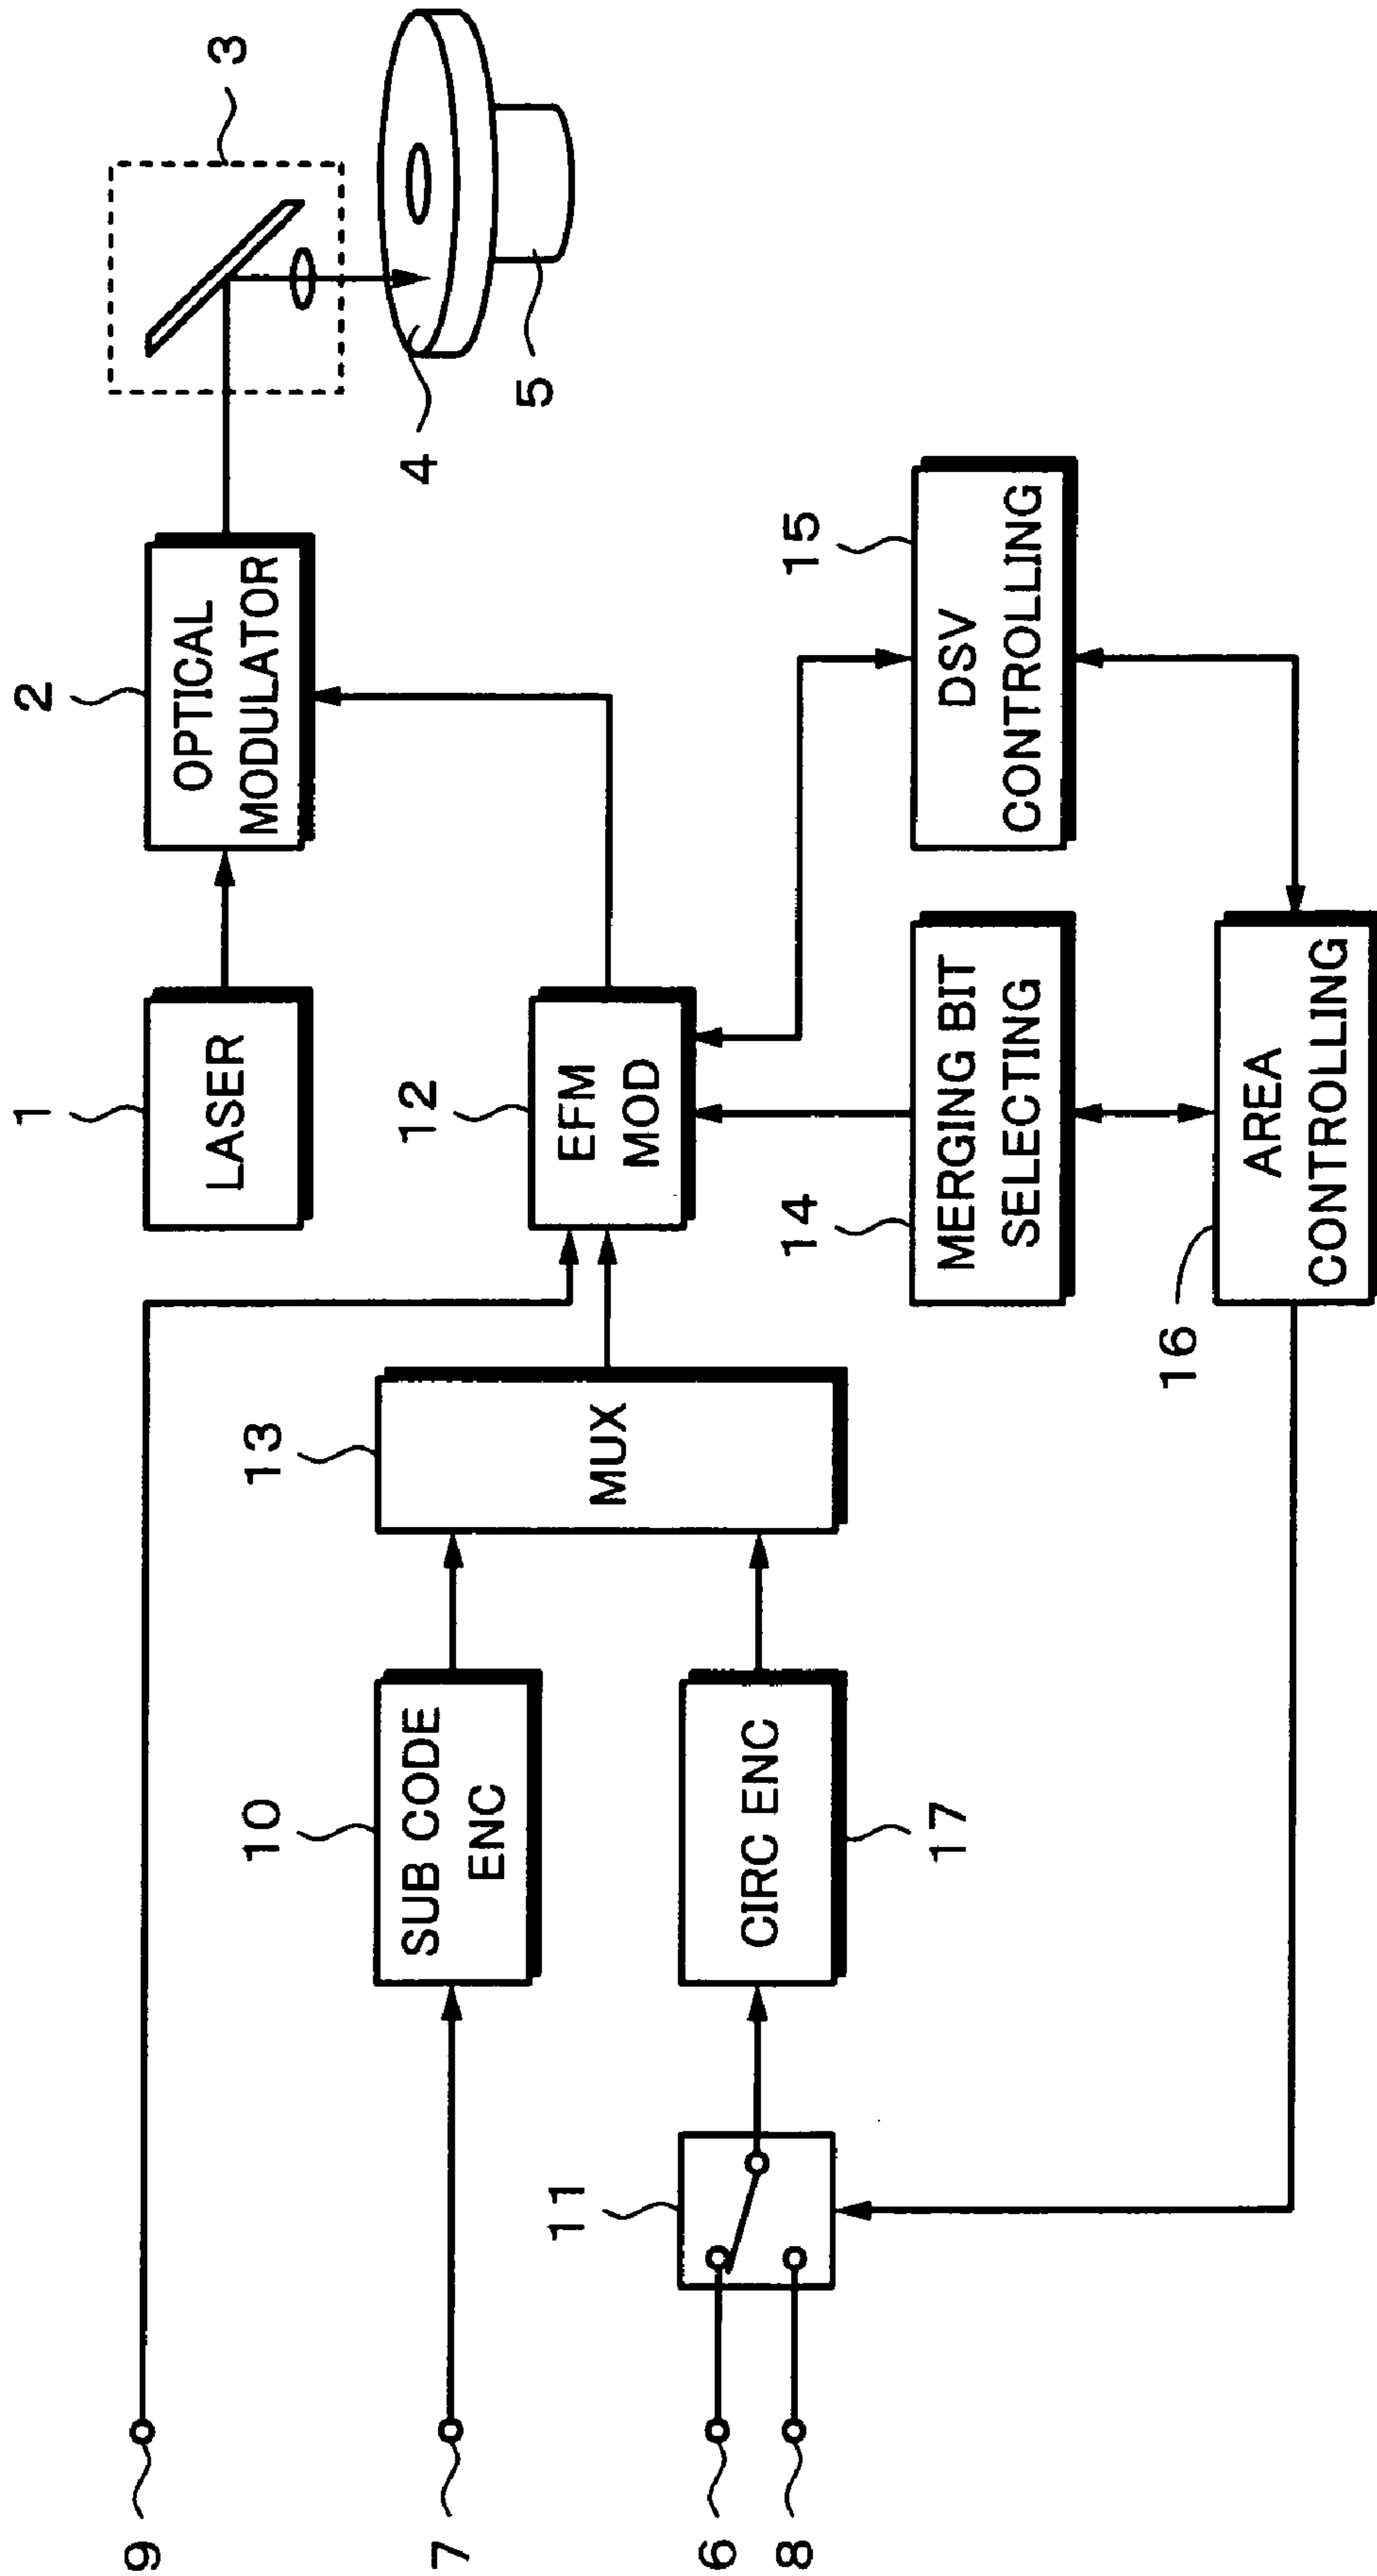 1
LASER
2
OPTICAL
MODULATOR
3
4
5
9
7
6
8
10
SUB CODE
ENC
11
CIRC ENC
17
13
MUX
12
EFM
MOD
14
MERGING BIT
SELECTING
15
DSV
CONTROLLING
16
AREA
CONTROLLING